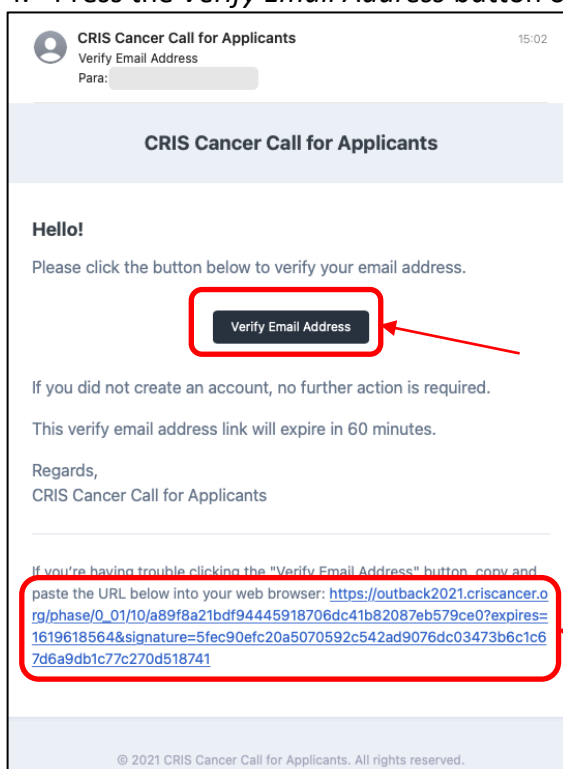 Press the Verify Email Address button
CRIS Cancer Call for Applicants
15:02
Verify Email Address
Para:
CRIS Cancer Call for Applicants
Hello!
Please click the button below to verify your email address.
Verify Email Address
If you did not create an account, no further action is required.
This verify email address link will expire in 60 minutes.
Regards,
CRIS Cancer Call for Applicants
If you're having trouble clicking the "Verify Email Address" button, copy and
paste the URL below into your web browser: https://outback2021.criscancer.o
rg/phase/0_01/10/a89f8a21bdf94445918706dc41b82087eb579ce0?expires=
1619618564&signature=5fec90efc20a5070592c542ad9076dc03473b6c1c6
7d6a9db1c77c270d518741
© 2021 CRIS Cancer Call for Applicants. All rights reserved.